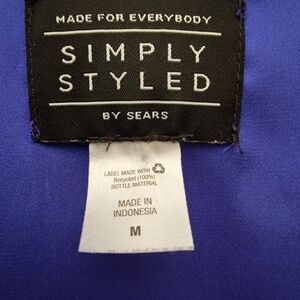 MADE FOR EVERYBODY
SIMPLY
STYLED
BY SEARS
LABEL MADE WITH
Recycled (100%)
BOTTLE MATERIAL
MADE IN
INDONESIA
M